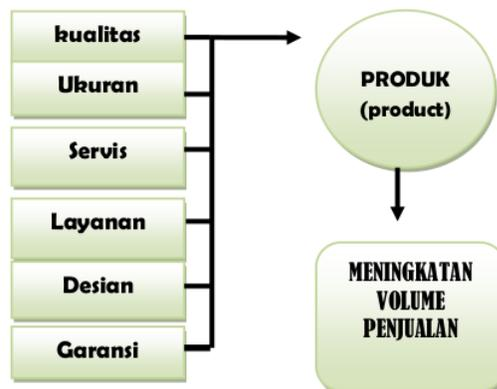 kualitas
Ukuran
Servis
Layanan
Desian
Garansi
PRODUK
(product)
MENINGKATAN
VOLUME
PENJUALAN